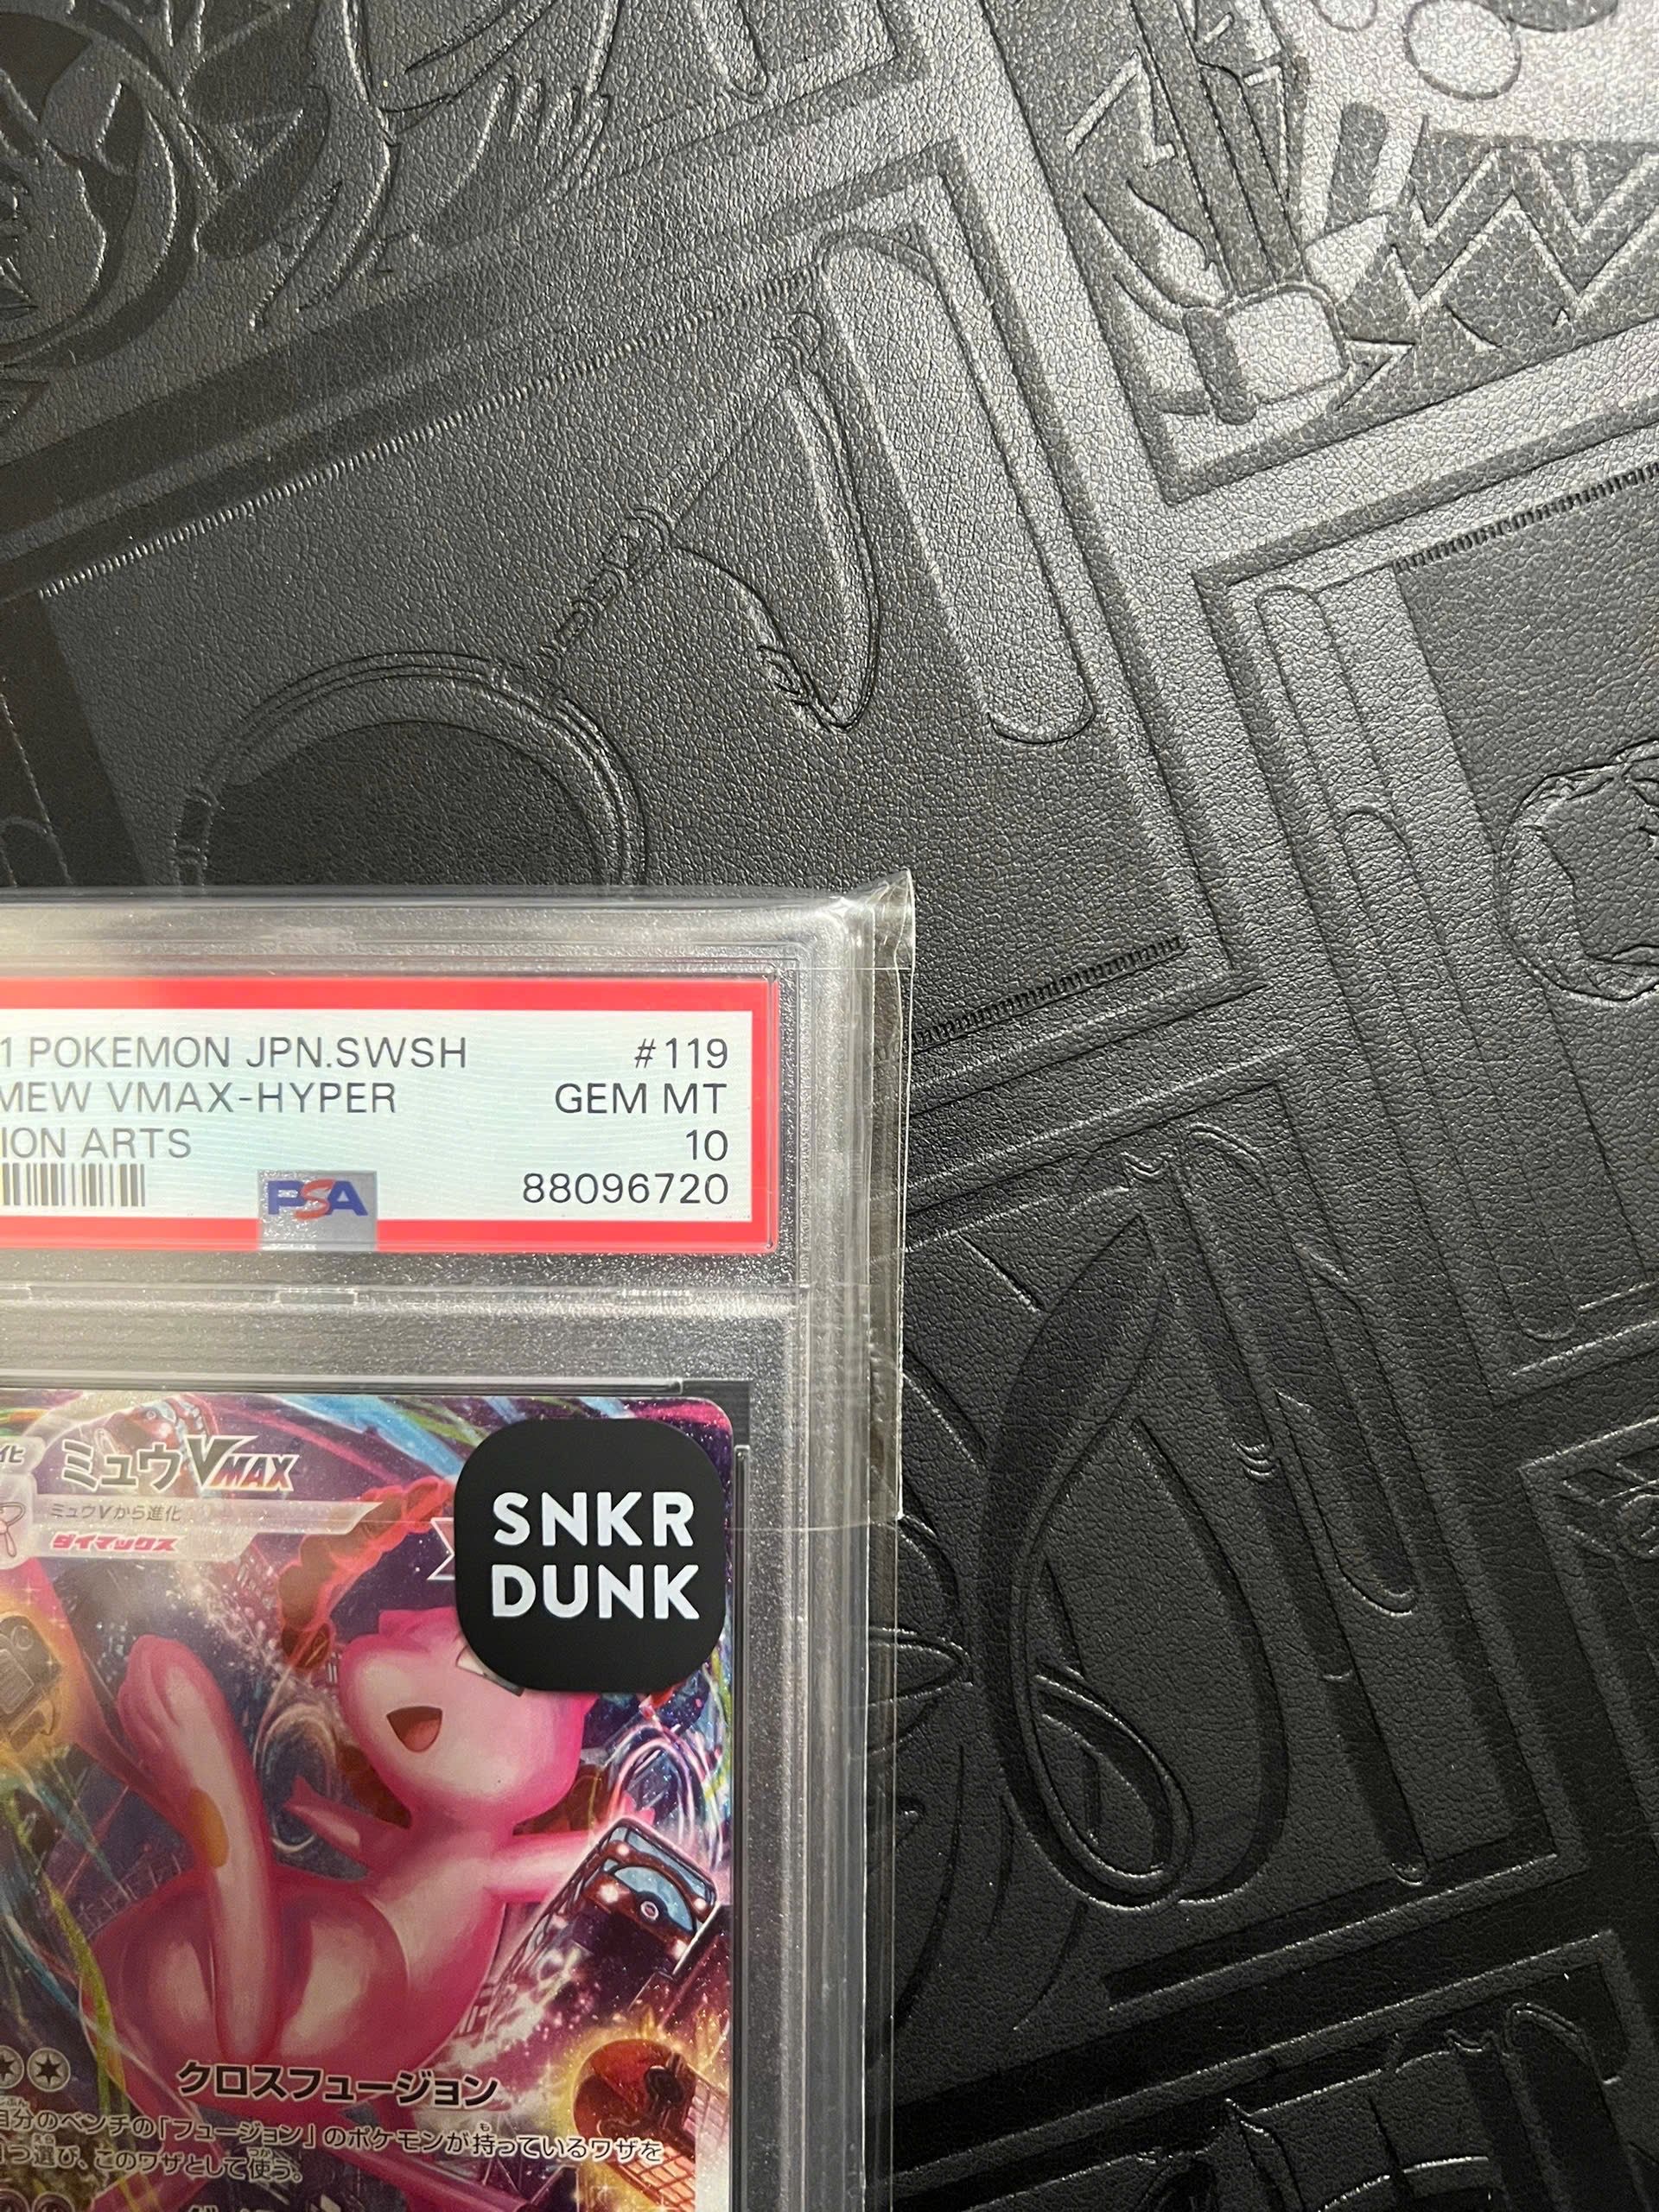 1 POKEMON JPN.SWSH #119
MEW VMAX-HYPER GEM MT
ION ARTS 10
PSA 88096720
ミュウVMAX
ミュウVから進化
ダイマックス
SNKR
DUNK
クロスフュージョン
自分のベンチの「フュージョン」のポケモンが持っているワザを
1つ選び、このワザとして使う。